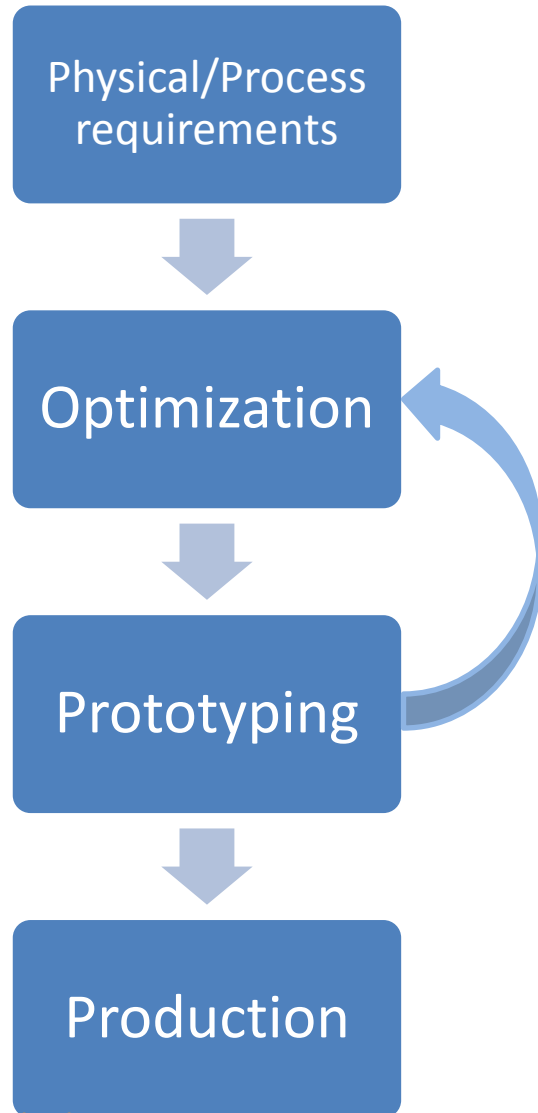 Physical/Process
requirements
Optimization
Prototyping
Production